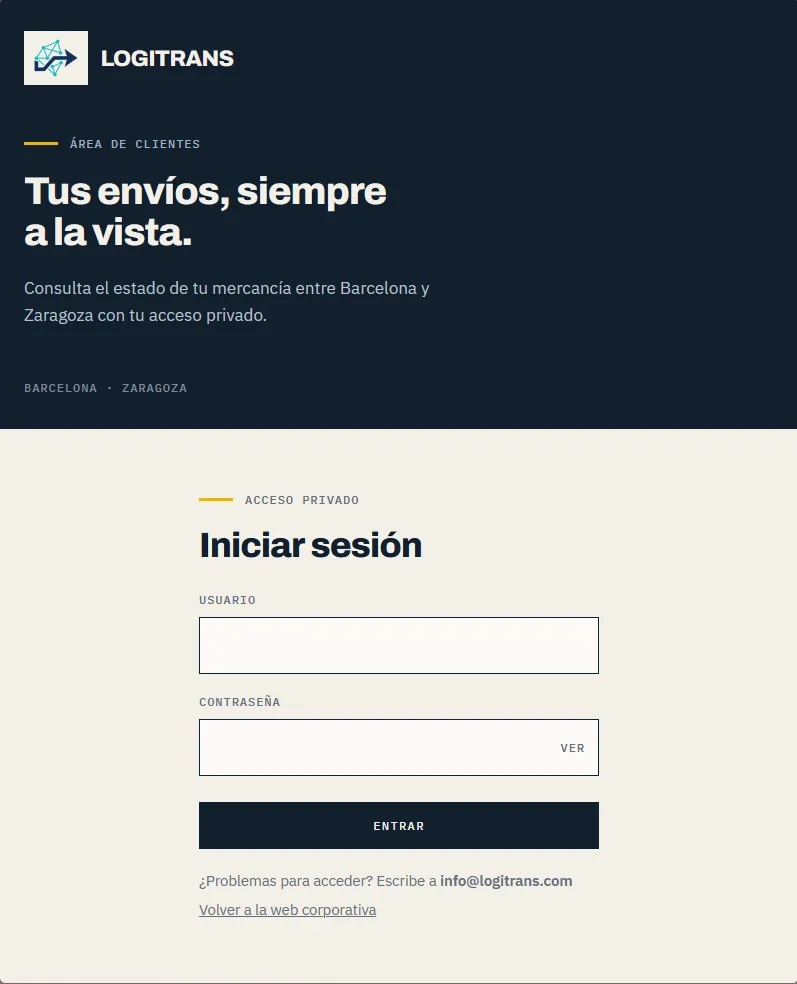 LOGITRANS
ÁREA DE CLIENTES
Tus envíos, siempre
a la vista.
Consulta el estado de tu mercancía entre Barcelona y
Zaragoza con tu acceso privado.
BARCELONA · ZARAGOZA
ACCESO PRIVADO
Iniciar sesión
USUARIO
CONTRASEÑA
VER
ENTRAR
¿Problemas para acceder? Escribe a info@logitrans.com
Volver a la web corporativa